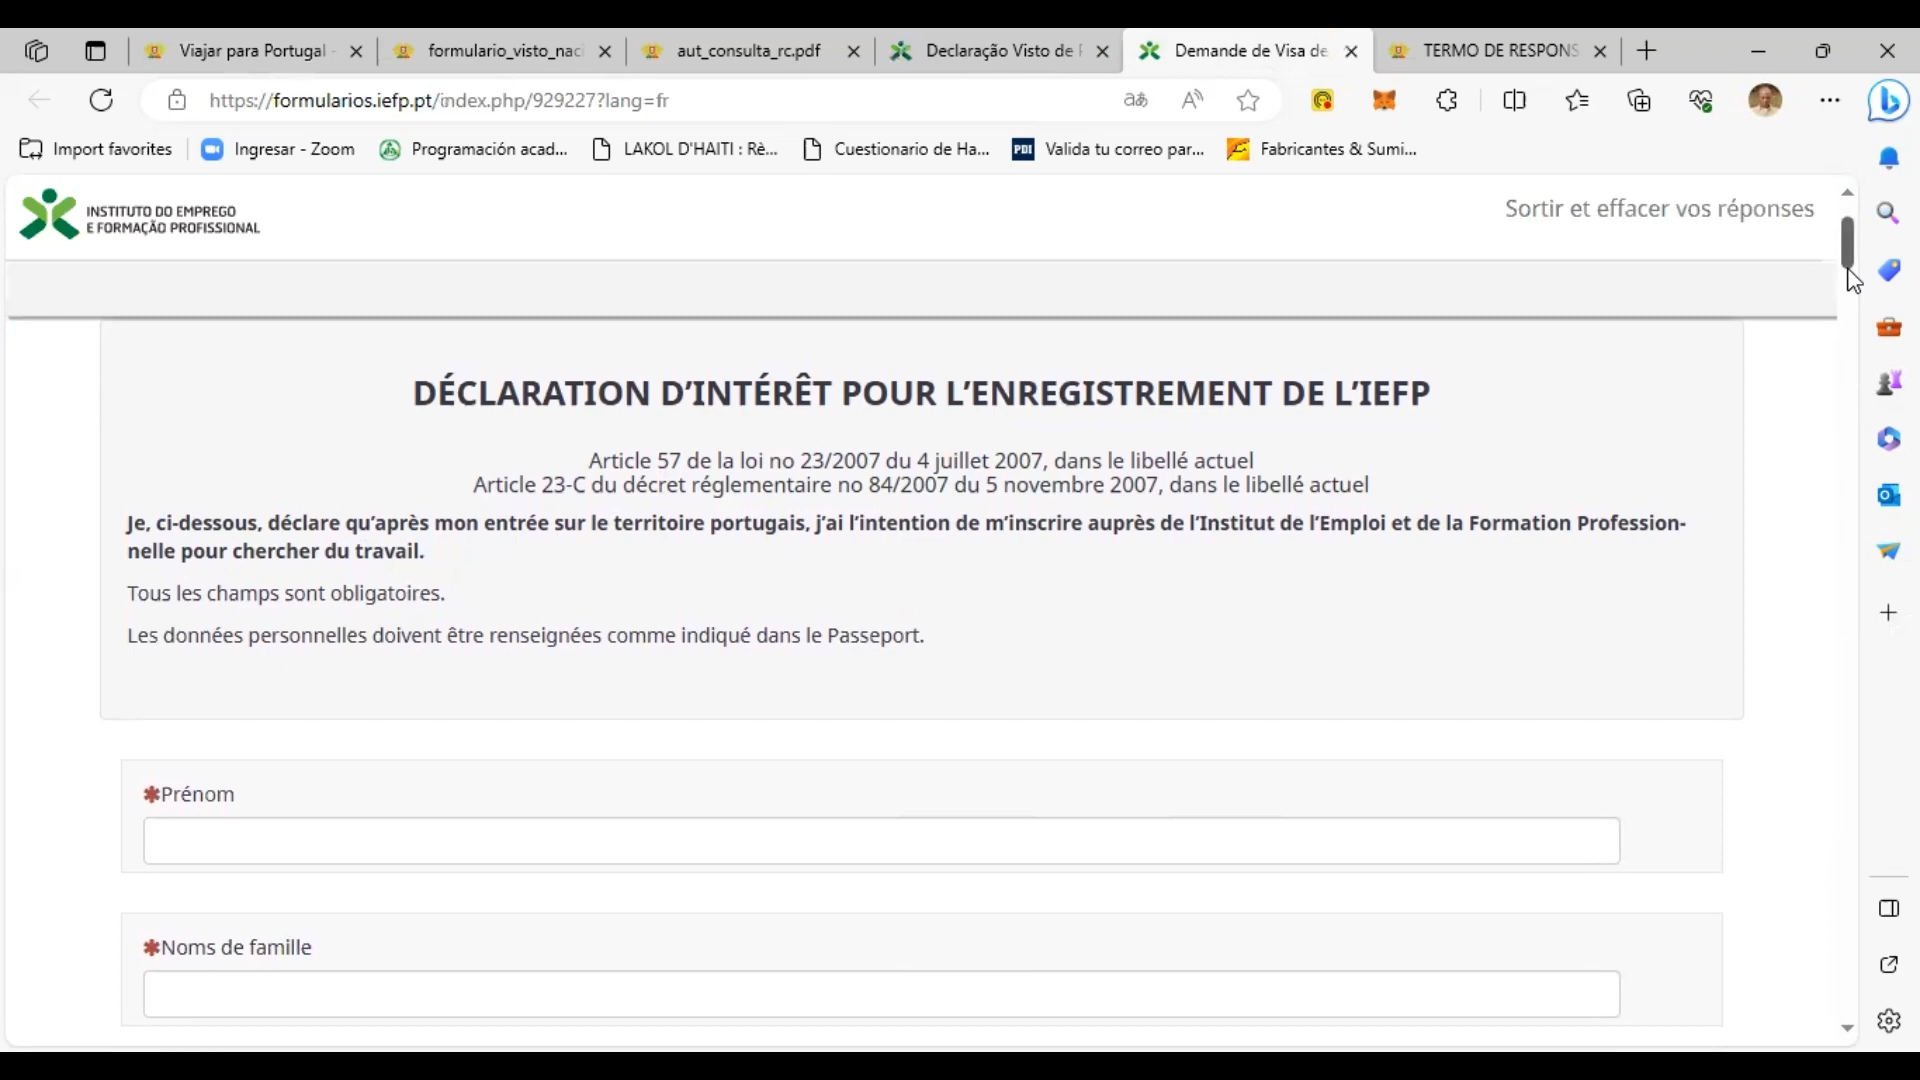 Viajar para Portugal -
formulario_visto_naci
aut_consulta_rc.pdf
Declaração Visto de P
Demande de Visa de
TERMO DE RESPONS
https://formularios.iefp.pt/index.php/929227?lang=fr
Import favorites
Ingresar - Zoom
Programación acad...
LAKOL D'HAITI : Rè...
Cuestionario de Ha...
PDI
Valida tu correo par...
Fabricantes & Sumi...
INSTITUTO DO EMPREGO
E FORMAÇÃO PROFISSIONAL
Sortir et effacer vos réponses
DÉCLARATION D’INTÉRÊT POUR L’ENREGISTREMENT DE L’IEFP
Article 57 de la loi no 23/2007 du 4 juillet 2007, dans le libellé actuel
Article 23-C du décret réglementaire no 84/2007 du 5 novembre 2007, dans le libellé actuel
Je, ci-dessous, déclare qu’après mon entrée sur le territoire portugais, j’ai l’intention de m’inscrire auprès de l’Institut de l’Emploi et de la Formation Profession-
nelle pour chercher du travail.
Tous les champs sont obligatoires.
Les données personnelles doivent être renseignées comme indiqué dans le Passeport.
✱Prénom
✱Noms de famille